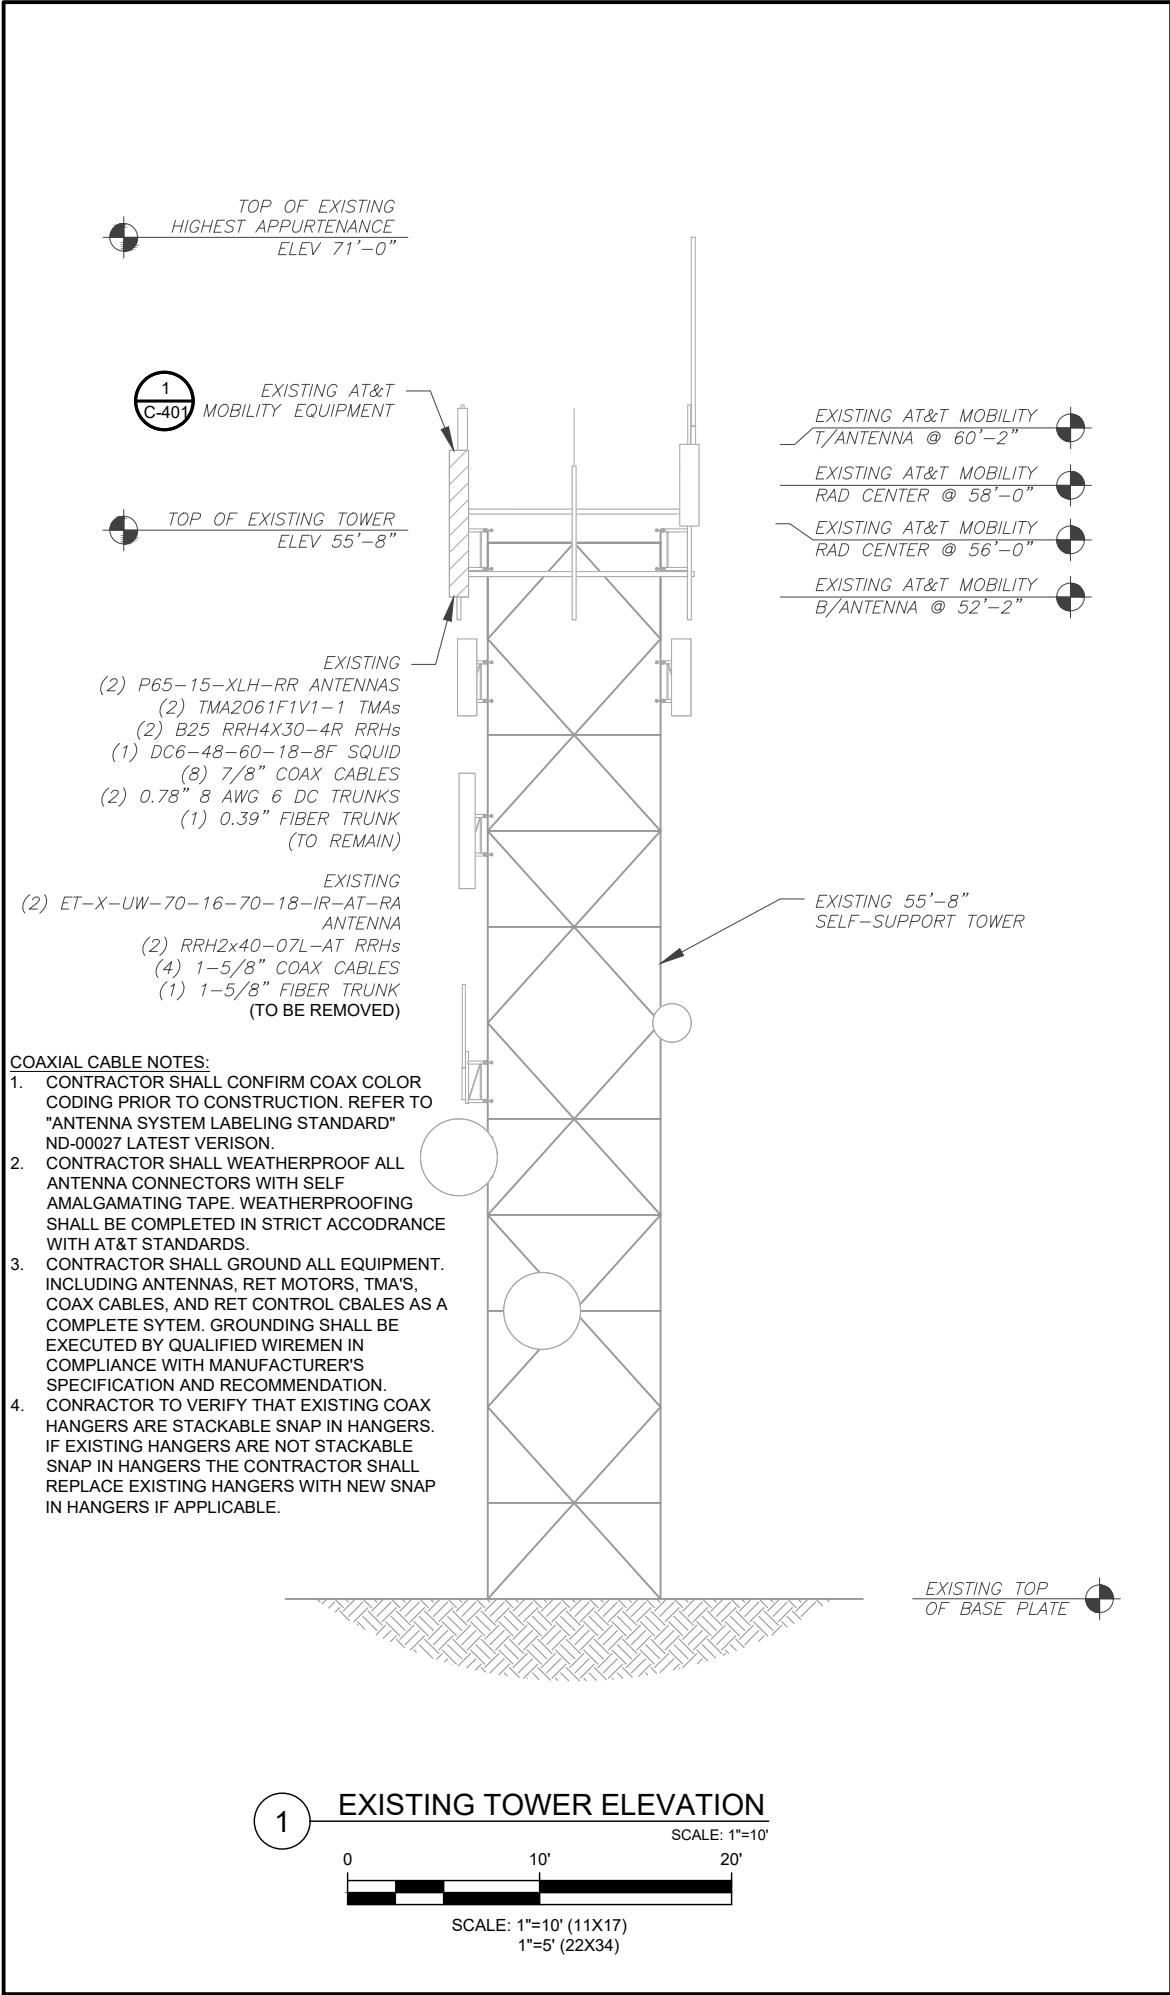 TOP OF EXISTING
HIGHEST APPURTENANCE
ELEV 71'-0"
1
C-401
EXISTING AT&T
MOBILITY EQUIPMENT
TOP OF EXISTING TOWER
ELEV 55'-8"
EXISTING AT&T MOBILITY
T/ANTENNA @ 60'-2"
EXISTING AT&T MOBILITY
RAD CENTER @ 58'-0"
EXISTING AT&T MOBILITY
RAD CENTER @ 56'-0"
EXISTING AT&T MOBILITY
B/ANTENNA @ 52'-2"
EXISTING
(2) P65-15-XLH-RR ANTENNAS
(2) TMA2061F1V1-1 TMAs
(2) B25 RRH4X30-4R RRHs
(1) DC6-48-60-18-8F SQUID
(8) 7/8" COAX CABLES
(2) 0.78" 8 AWG 6 DC TRUNKS
(1) 0.39" FIBER TRUNK
(TO REMAIN)
EXISTING
(2) ET-X-UW-70-16-70-18-IR-AT-RA
ANTENNA
(2) RRH2x40-07L-AT RRHs
(4) 1-5/8" COAX CABLES
(1) 1-5/8" FIBER TRUNK
(TO BE REMOVED)
EXISTING 55'-8"
SELF-SUPPORT TOWER
COAXIAL CABLE NOTES:
1. CONTRACTOR SHALL CONFIRM COAX COLOR
CODING PRIOR TO CONSTRUCTION. REFER TO
"ANTENNA SYSTEM LABELING STANDARD"
ND-00027 LATEST VERISON.
2. CONTRACTOR SHALL WEATHERPROOF ALL
ANTENNA CONNECTORS WITH SELF
AMALGAMATING TAPE. WEATHERPROOFING
SHALL BE COMPLETED IN STRICT ACCODRANCE
WITH AT&T STANDARDS.
3. CONTRACTOR SHALL GROUND ALL EQUIPMENT.
INCLUDING ANTENNAS, RET MOTORS, TMA'S,
COAX CABLES, AND RET CONTROL CBALES AS A
COMPLETE SYTEM. GROUNDING SHALL BE
EXECUTED BY QUALIFIED WIREMEN IN
COMPLIANCE WITH MANUFACTURER'S
SPECIFICATION AND RECOMMENDATION.
4. CONRACTOR TO VERIFY THAT EXISTING COAX
HANGERS ARE STACKABLE SNAP IN HANGERS.
IF EXISTING HANGERS ARE NOT STACKABLE
SNAP IN HANGERS THE CONTRACTOR SHALL
REPLACE EXISTING HANGERS WITH NEW SNAP
IN HANGERS IF APPLICABLE.
EXISTING TOP
OF BASE PLATE
1
EXISTING TOWER ELEVATION
SCALE: 1"=10'
0 10' 20'
SCALE: 1"=10' (11X17)
1"=5' (22X34)